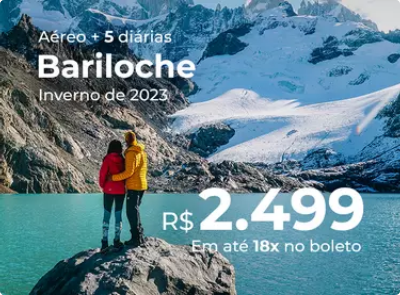 Aéreo + 5 diárias
Bariloche
Inverno de 2023
R$ 2.499
Em até 18x no boleto